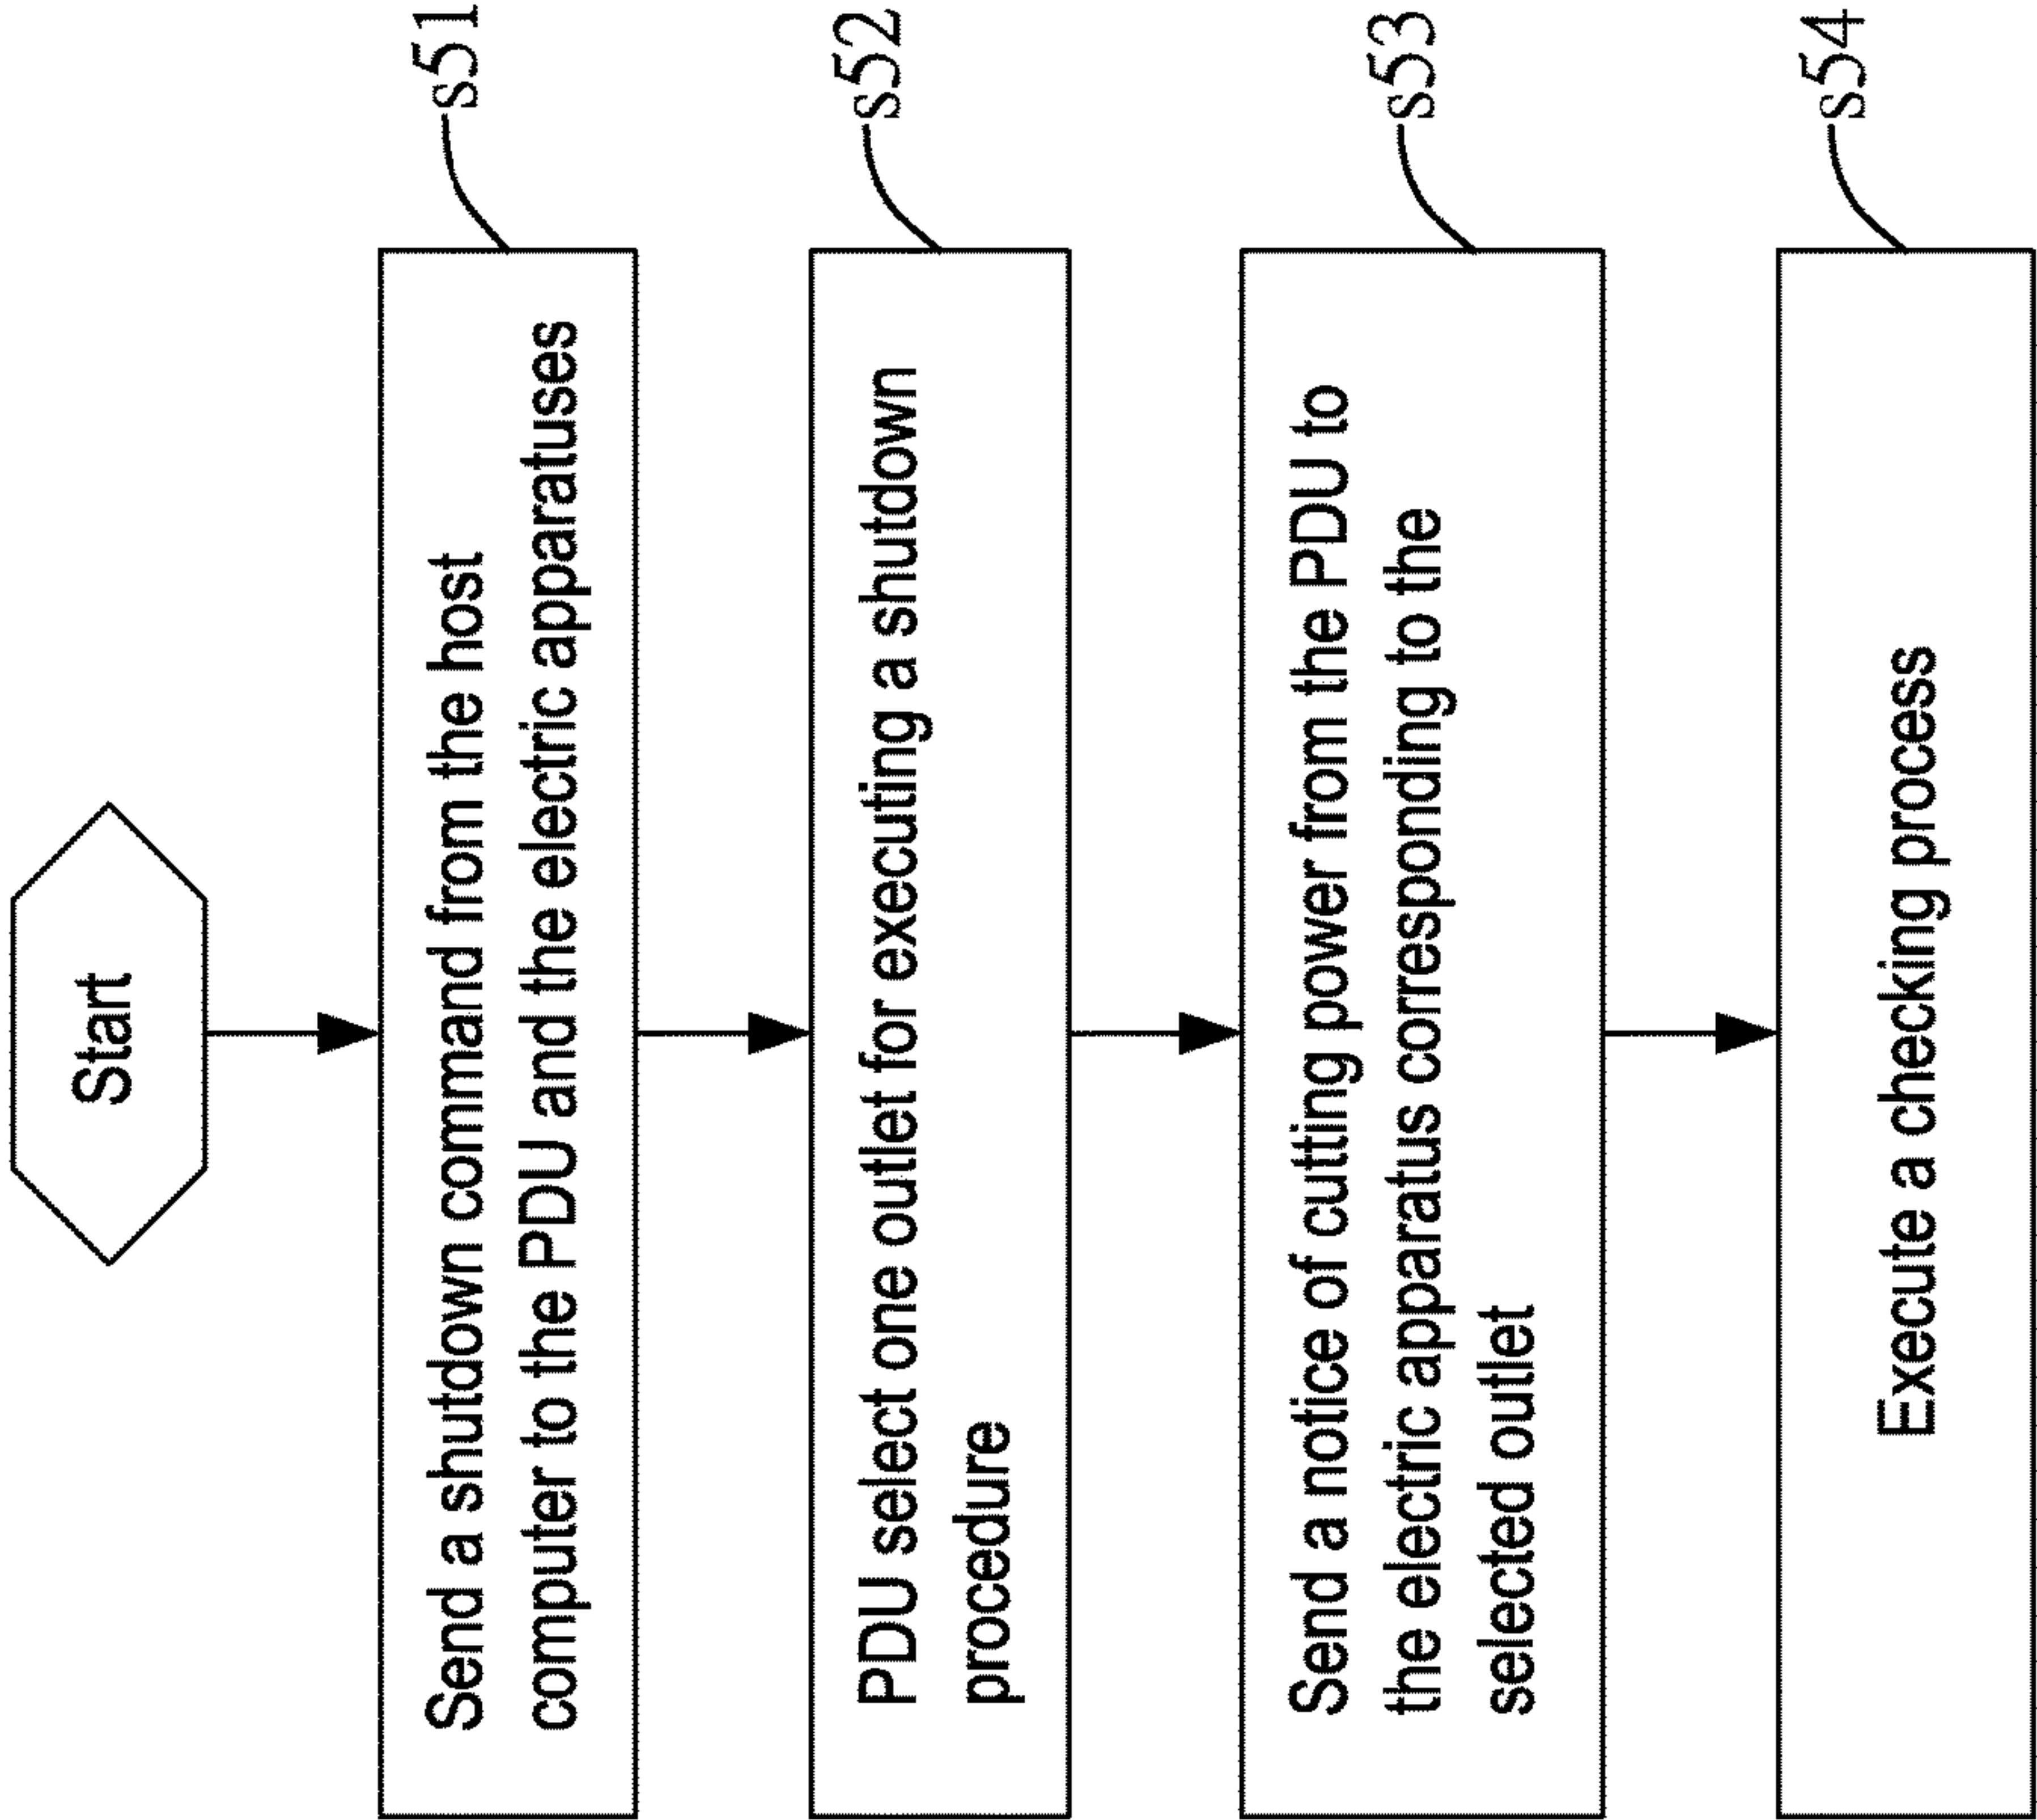 Start
Send a shutdown command from the host
computer to the PDU and the electric apparatuses
s51
PDU select one outlet for executing a shutdown
procedure
s52
Send a notice of cutting power from the PDU to
the electric apparatus corresponding to the
selected outlet
s53
Execute a checking process
s54